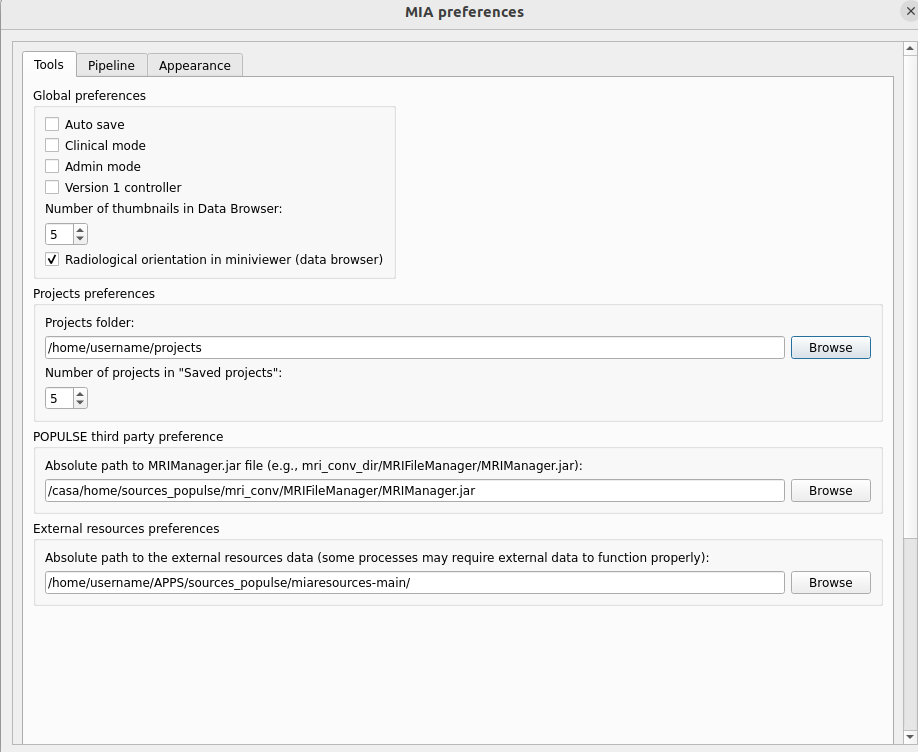 MIA preferences
Tools
Pipeline
Appearance
Global preferences
Auto save
Clinical mode
Admin mode
Version 1 controller
Number of thumbnails in Data Browser:
5
Radiological orientation in miniviewer (data browser)
Projects preferences
Projects folder:
/home/username/projects
Browse
Number of projects in "Saved projects":
5
POPULSE third party preference
Absolute path to MRIManager.jar file (e.g., mri_conv_dir/MRIFileManager/MRIManager.jar):
/casa/home/sources_populse/mri_conv/MRIFileManager/MRIManager.jar
Browse
External resources preferences
Absolute path to the external resources data (some processes may require external data to function properly):
/home/username/APPS/sources_populse/miaresources-main/
Browse